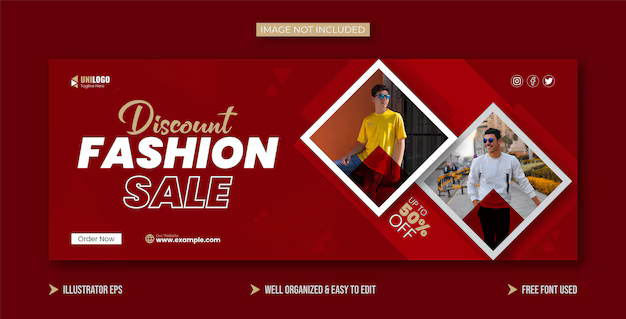 IMAGE NOT INCLUDED
UNILOGO
Tagline Here
Discount
FASHION
SALE
UP TO
50%
OFF
Order Now
Our Website
www.example.com
ILLUSTRATOR EPS
WELL ORGANIZED & EASY TO EDIT
FREE FONT USED